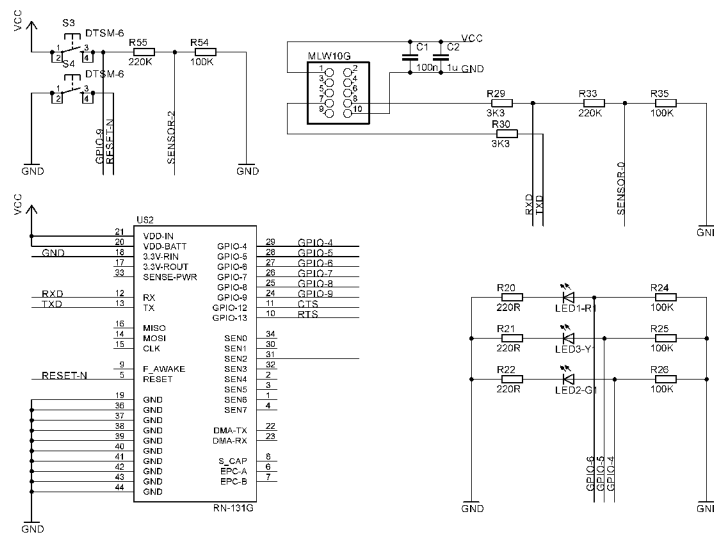 VCC
S3
DTSM-6
1 3
2 4
S4
DTSM-6
1 3
2 4
R55
220K
R54
100K
GPIO-9
RESET-N
SENSOR-2
GND
GND
MLW10G
1 2
3 4
5 6
7 8
9 10
C1
100n
C2
1u
VCC
GND
R29
3K3
R30
3K3
R33
220K
R35
100K
RXD
TXD
SENSOR-0
GND
VCC
US2
21 VDD-IN
20 VDD-BATT
GND 18 3.3V-RIN
17 3.3V-ROUT
33 SENSE-PWR
RXD 12 RX
TXD 13 TX
16 MISO
14 MOSI
15 CLK
9 F_AWAKE
RESET-N 5 RESET
19 GND
36 GND
37 GND
38 GND
39 GND
40 GND
41 GND
42 GND
43 GND
44 GND
GND
GPIO-4 29 GPIO-4
GPIO-5 28 GPIO-5
GPIO-6 27 GPIO-6
GPIO-7 26 GPIO-7
GPIO-8 25 GPIO-8
GPIO-9 24 GPIO-9
GPIO-12 11 CTS
GPIO-13 10 RTS
SEN0 34
SEN1 30
SEN2 31
SEN3 32
SEN4 2
SEN5 3
SEN6 1
SEN7 4
DMA-TX 22
DMA-RX 23
S_CAP 8
EPC-A 6
EPC-B 7
RN-131G
R20
220R
LED1-R1
R24
100K
R21
220R
LED3-Y1
R25
100K
R22
220R
LED2-G1
R26
100K
GPIO-6
GPIO-5
GPIO-4
GND
GND